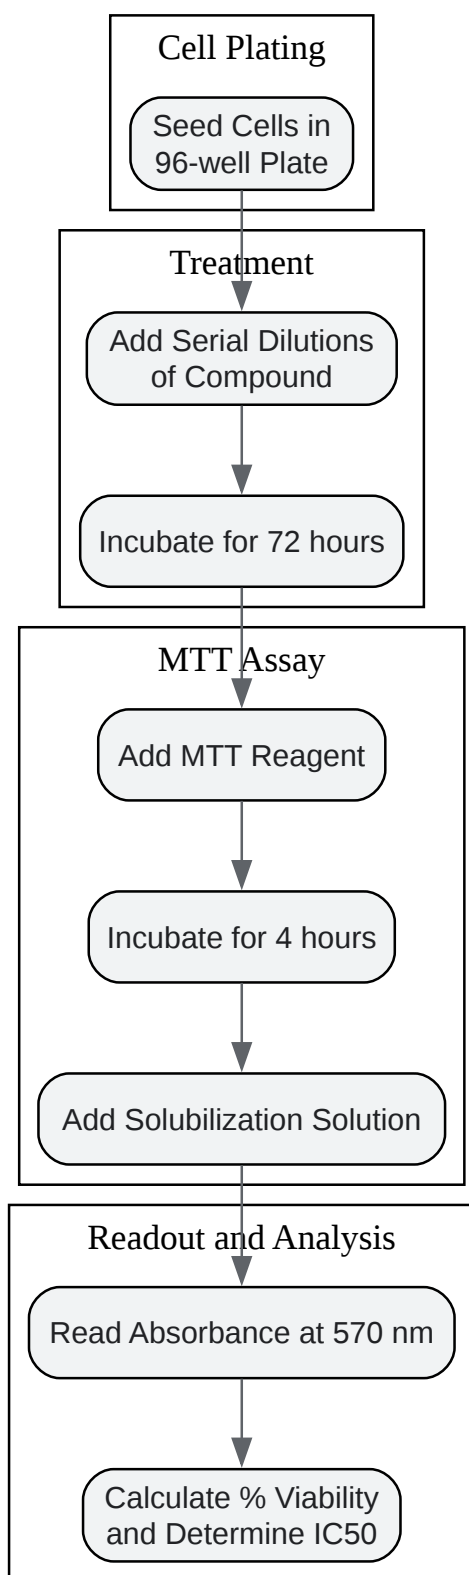 Cell Plating
Seed Cells in
96-well Plate
Treatment
Add Serial Dilutions
of Compound
Incubate for 72 hours
MTT Assay
Add MTT Reagent
Incubate for 4 hours
Add Solubilization Solution
Readout and Analysis
Read Absorbance at 570 nm
Calculate % Viability
and Determine IC50